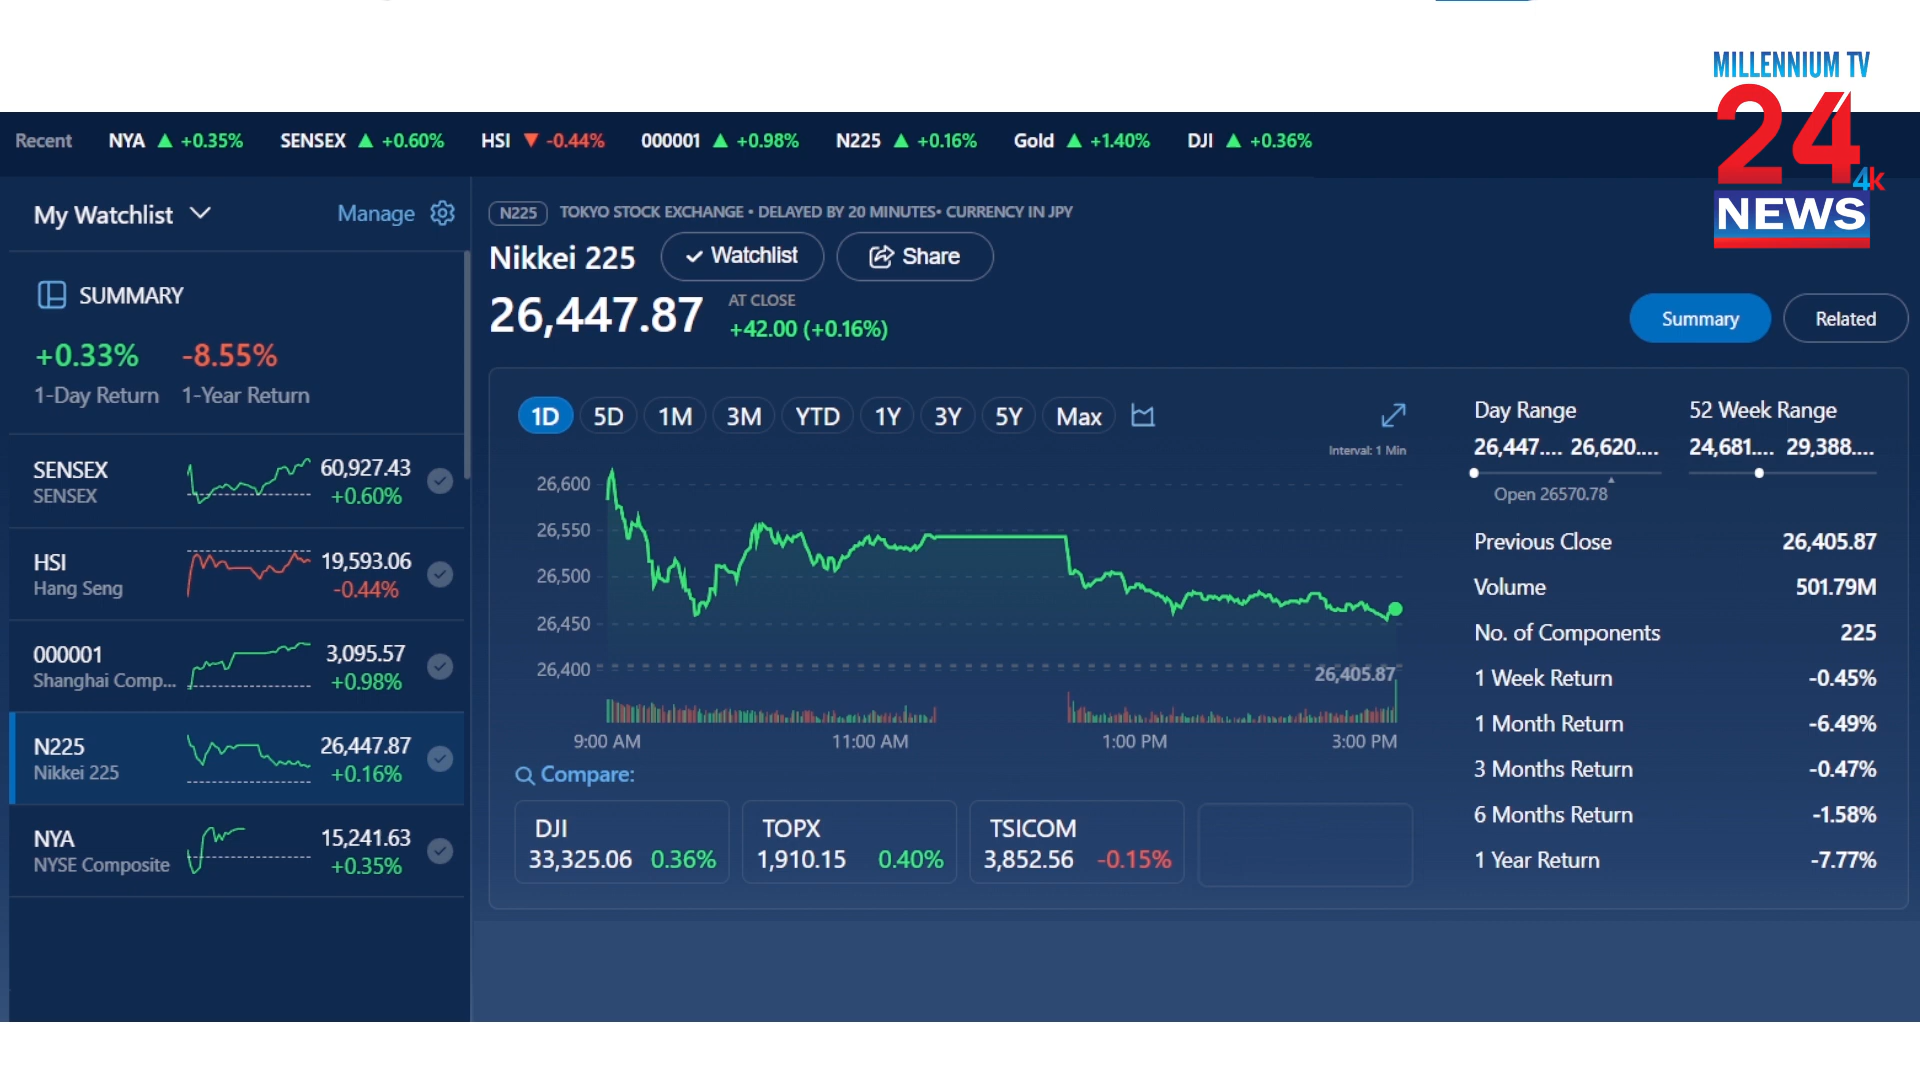 MILLENNIUM TV
24
4k
NEWS
Recent NYA ▲ +0.35% SENSEX ▲ +0.60% HSI ▼ -0.44% 000001 ▲ +0.98% N225 ▲ +0.16% Gold ▲ +1.40% DJI ▲ +0.36%
My Watchlist Manage
SUMMARY
+0.33% -8.55%
1-Day Return 1-Year Return
SENSEX 60,927.43
SENSEX +0.60%
HSI 19,593.06
Hang Seng -0.44%
000001 3,095.57
Shanghai Comp... +0.98%
N225 26,447.87
Nikkei 225 +0.16%
NYA 15,241.63
NYSE Composite +0.35%
N225 TOKYO STOCK EXCHANGE • DELAYED BY 20 MINUTES• CURRENCY IN JPY
Nikkei 225 Watchlist Share
26,447.87 AT CLOSE
+42.00 (+0.16%)
Summary Related
1D 5D 1M 3M YTD 1Y 3Y 5Y Max
Interval: 1 Min
26,600
26,550
26,500
26,450
26,400
26,405.87
9:00 AM 11:00 AM 1:00 PM 3:00 PM
Compare:
DJI
33,325.06 0.36%
TOPX
1,910.15 0.40%
TSICOM
3,852.56 -0.15%
Day Range 52 Week Range
26,447.... 26,620.... 24,681.... 29,388....
Open 26570.78
Previous Close 26,405.87
Volume 501.79M
No. of Components 225
1 Week Return -0.45%
1 Month Return -6.49%
3 Months Return -0.47%
6 Months Return -1.58%
1 Year Return -7.77%